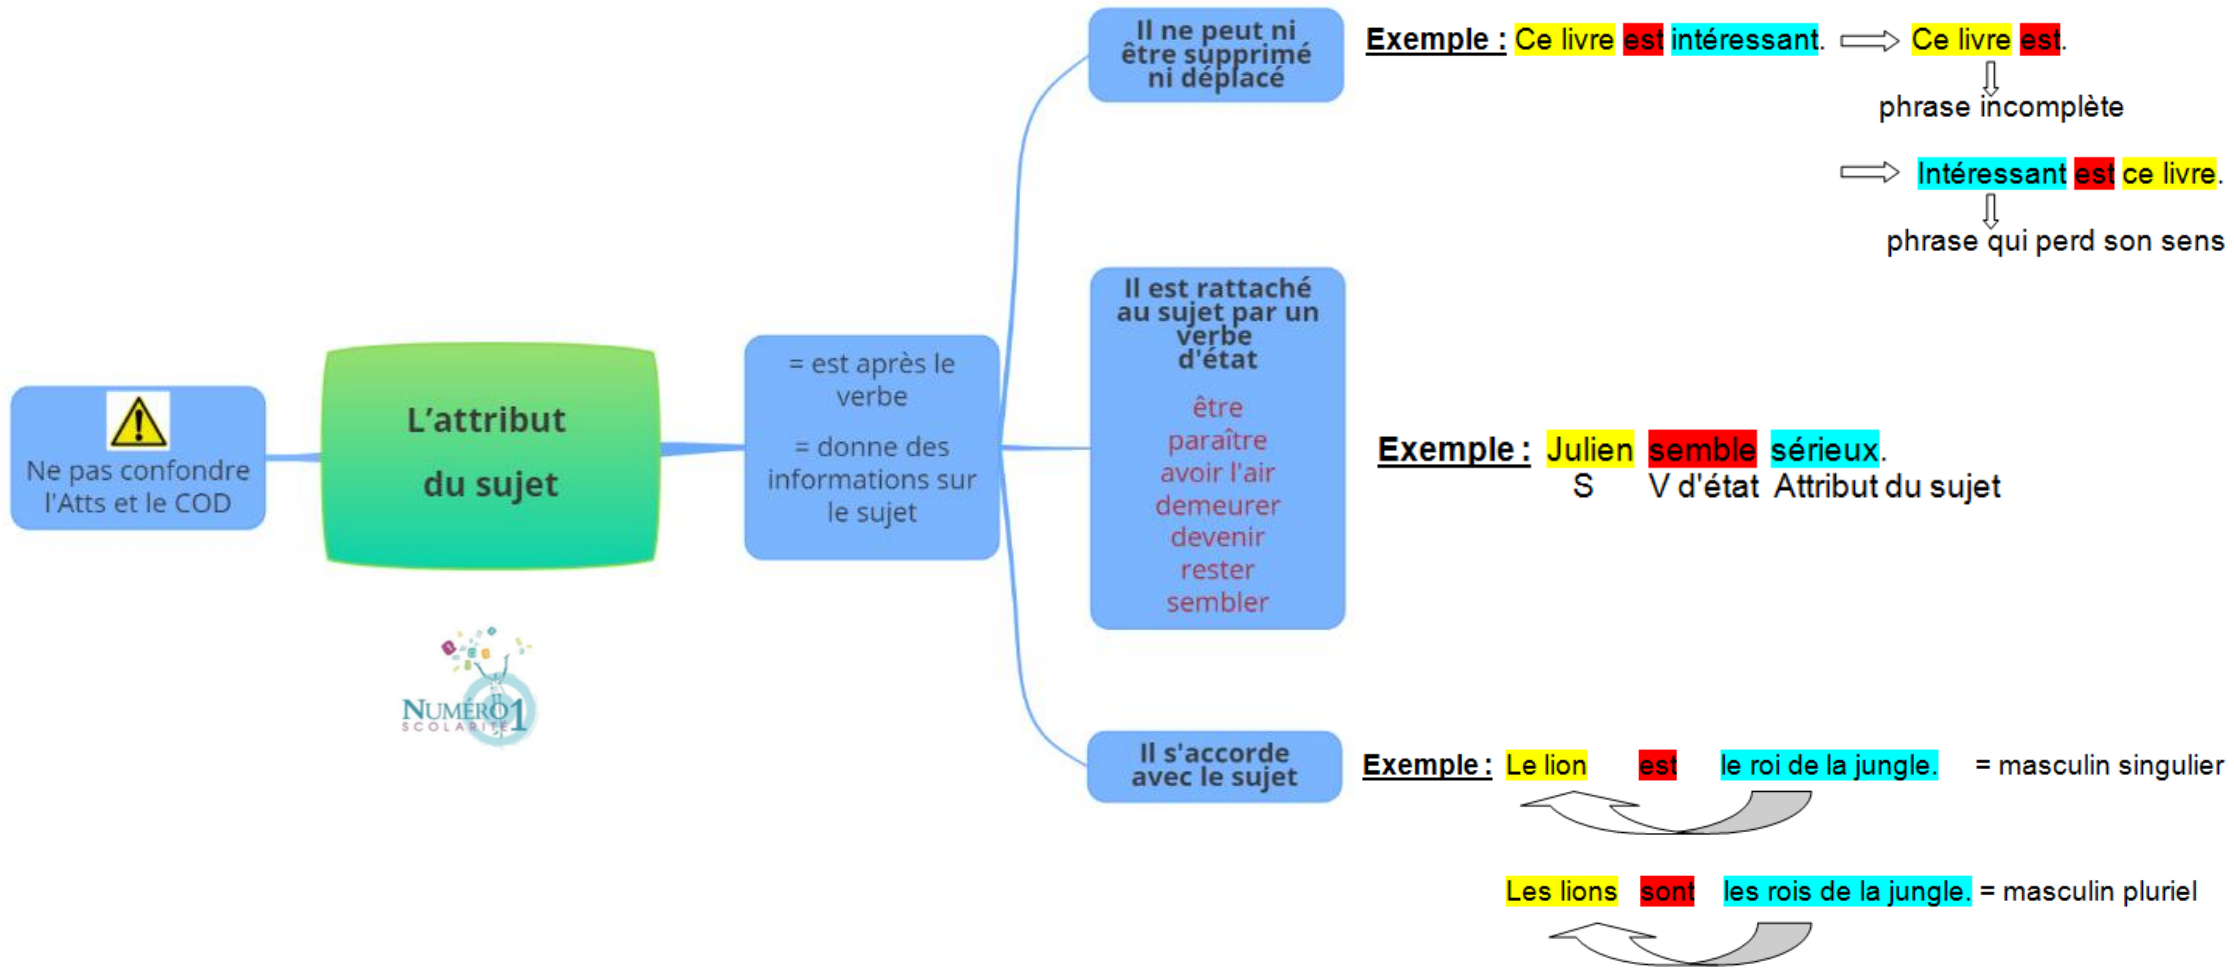 Ne pas confondre
l'Atts et le COD
L’attribut
du sujet
NUMÉRO1
SCOLARITÉ
= est après le
verbe
= donne des
informations sur
le sujet
Il ne peut ni
être supprimé
ni déplacé
Exemple : Ce livre est intéressant. Ce livre est.
phrase incomplète
Intéressant est ce livre.
phrase qui perd son sens
Il est rattaché
au sujet par un
verbe
d'état
être
paraître
avoir l'air
demeurer
devenir
rester
sembler
Exemple : Julien semble sérieux.
S V d'état Attribut du sujet
Il s'accorde
avec le sujet
Exemple : Le lion est le roi de la jungle. = masculin singulier
Les lions sont les rois de la jungle. = masculin pluriel